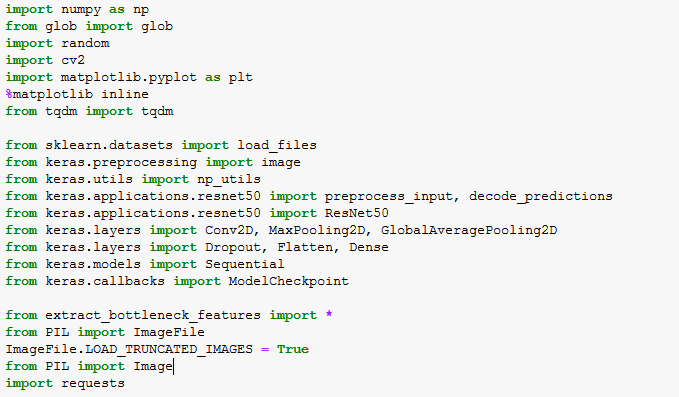 import numpy as np
from glob import glob
import random
import cv2
import matplotlib.pyplot as plt
%matplotlib inline
from tqdm import tqdm
from sklearn.datasets import load_files
from keras.preprocessing import image
from keras.utils import np_utils
from keras.applications.resnet50 import preprocess_input, decode_predictions
from keras.applications.resnet50 import ResNet50
from keras.layers import Conv2D, MaxPooling2D, GlobalAveragePooling2D
from keras.layers import Dropout, Flatten, Dense
from keras.models import Sequential
from keras.callbacks import ModelCheckpoint
from extract_bottleneck_features import *
from PIL import ImageFile
ImageFile.LOAD_TRUNCATED_IMAGES = True
from PIL import Image
import requests